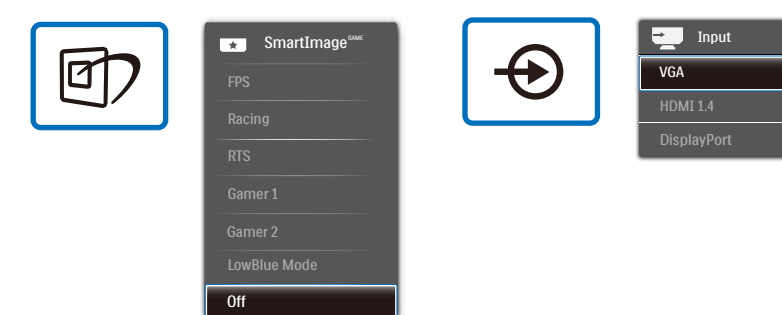 SmartImage GAME
FPS
Racing
RTS
Gamer 1
Gamer 2
LowBlue Mode
Off
Input
VGA
HDMI 1.4
DisplayPort